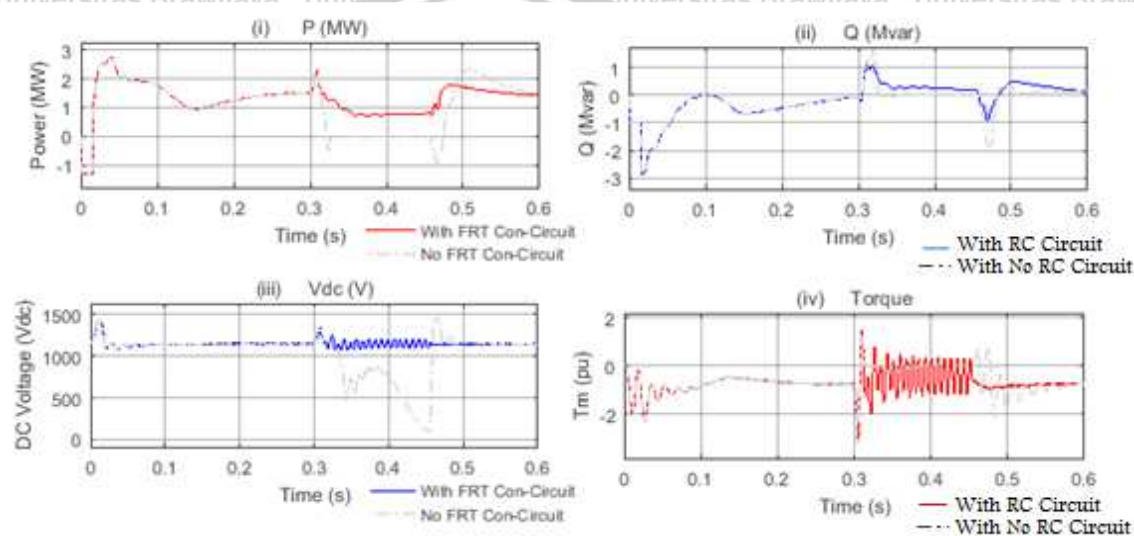 Universitas Brawijaya
(i) P (MW)
Power (MW)
3
2
1
0
-1
0 0.1 0.2 0.3 0.4 0.5 0.6
Time (s)
With FRT Con-Circuit
No FRT Con-Circuit
(ii) Q (Mvar)
Q (Mvar)
1
0
-1
-2
-3
0 0.1 0.2 0.3 0.4 0.5 0.6
Time (s)
With RC Circuit
With No RC Circuit
(iii) Vdc (V)
DC Voltage (Vdc)
1500
1000
500
0
0 0.1 0.2 0.3 0.4 0.5 0.6
Time (s)
With FRT Con-Circuit
No FRT Con-Circuit
(iv) Torque
Tm (pu)
2
0
-2
0 0.1 0.2 0.3 0.4 0.5 0.6
Time (s)
With RC Circuit
With No RC Circuit